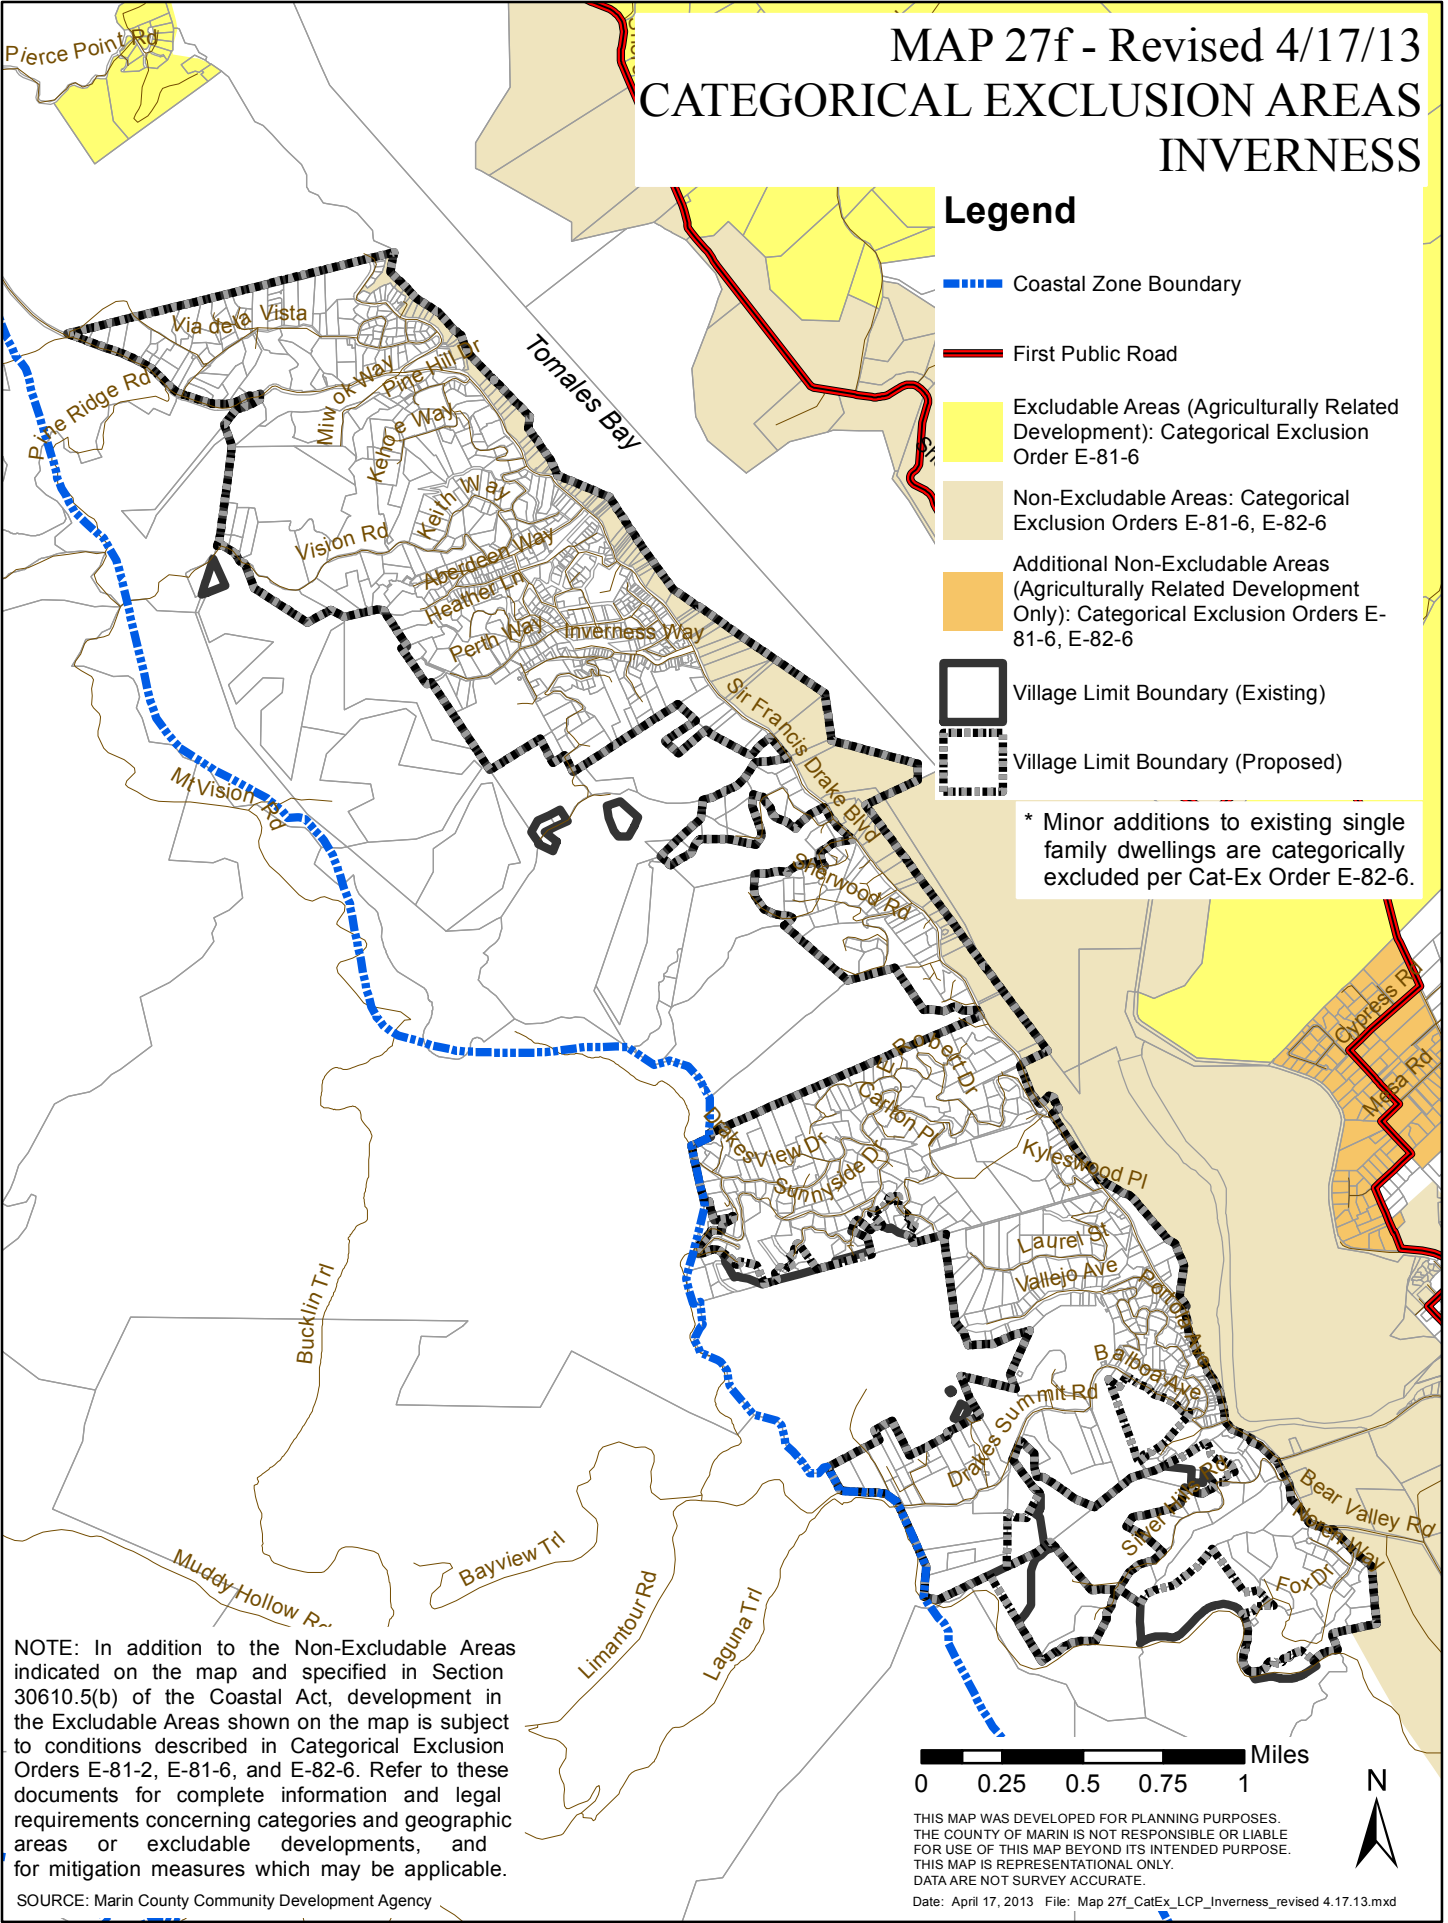 MAP 27f - Revised 4/17/13
CATEGORICAL EXCLUSION AREAS
INVERNESS
Legend
Coastal Zone Boundary
First Public Road
Excludable Areas (Agriculturally Related
Development): Categorical Exclusion
Order E-81-6
Non-Excludable Areas: Categorical
Exclusion Orders E-81-6, E-82-6
Additional Non-Excludable Areas
(Agriculturally Related Development
Only): Categorical Exclusion Orders E-
81-6, E-82-6
Village Limit Boundary (Existing)
Village Limit Boundary (Proposed)
* Minor additions to existing single
family dwellings are categorically
excluded per Cat-Ex Order E-82-6.
Pierce Point Rd
Via dela Vista
Pine Ridge Rd
Miwok Way
Pine Hill Dr
Kehoe Way
Tomales Bay
Keith Way
Vision Rd
Aberdeen Way
Heather Ln
Perth Way
Inverness Way
Sir Francis Drake Blvd
Mt Vision Rd
Sherwood Rd
Cypress Rd
Mesa Rd
E Robert Dr
Carlton Pl
Drakes View Dr
Sunnyside Dr
Kyleswood Pl
Laurel St
Vallejo Ave
Portola Ave
Balboa Ave
Drakes Summit Rd
Bucklin Trl
Silver Hills Rd
Bear Valley Rd
North Way
Fox Dr
Bayview Trl
Muddy Hollow Rd
Limantour Rd
Laguna Trl
NOTE: In addition to the Non-Excludable Areas
indicated on the map and specified in Section
30610.5(b) of the Coastal Act, development in
the Excludable Areas shown on the map is subject
to conditions described in Categorical Exclusion
Orders E-81-2, E-81-6, and E-82-6. Refer to these
documents for complete information and legal
requirements concerning categories and geographic
areas or excludable developments, and
for mitigation measures which may be applicable.
SOURCE: Marin County Community Development Agency
Miles
0 0.25 0.5 0.75 1
N
THIS MAP WAS DEVELOPED FOR PLANNING PURPOSES.
THE COUNTY OF MARIN IS NOT RESPONSIBLE OR LIABLE
FOR USE OF THIS MAP BEYOND ITS INTENDED PURPOSE.
THIS MAP IS REPRESENTATIONAL ONLY.
DATA ARE NOT SURVEY ACCURATE.
Date: April 17, 2013 File: Map 27f_CatEx_LCP_Inverness_revised 4.17.13.mxd